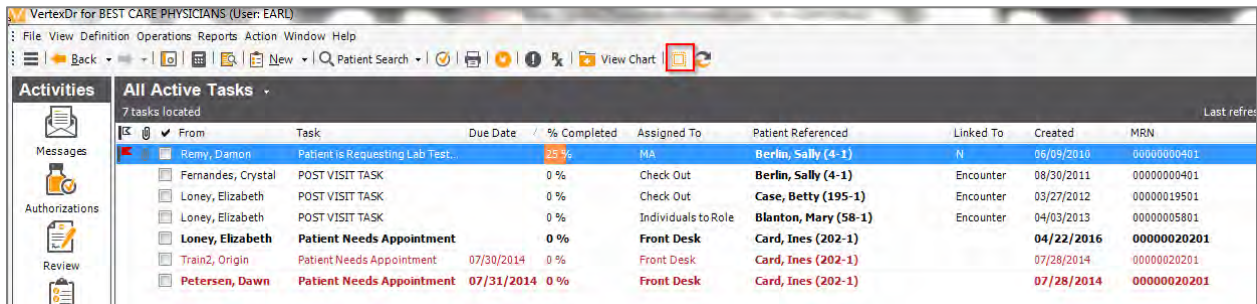 VertexDr for BEST CARE PHYSICIANS (User: EARL)
File View Definition Operations Reports Action Window Help
Back New Patient Search View Chart
Activities All Active Tasks
7 tasks located Last refre
From Task Due Date % Completed Assigned To Patient Referenced Linked To Created MRN
Messages
Remy, Damon Patient is Requesting Lab Test... 25 % MA Berlin, Sally (4-1) N 06/09/2010 00000000401
Fernandes, Crystal POST VISIT TASK 0 % Check Out Berlin, Sally (4-1) Encounter 08/30/2011 00000000401
Loney, Elizabeth POST VISIT TASK 0 % Check Out Case, Betty (195-1) Encounter 03/27/2012 00000019501
Authorizations
Loney, Elizabeth POST VISIT TASK 0 % Individuals to Role Blanton, Mary (58-1) Encounter 04/03/2013 00000005801
Loney, Elizabeth Patient Needs Appointment 0 % Front Desk Card, Ines (202-1) 04/22/2016 00000020201
Review
Train2, Origin Patient Needs Appointment 07/30/2014 0 % Front Desk Card, Ines (202-1) 07/28/2014 00000020201
Petersen, Dawn Patient Needs Appointment 07/31/2014 0 % Front Desk Card, Ines (202-1) 07/28/2014 00000020201